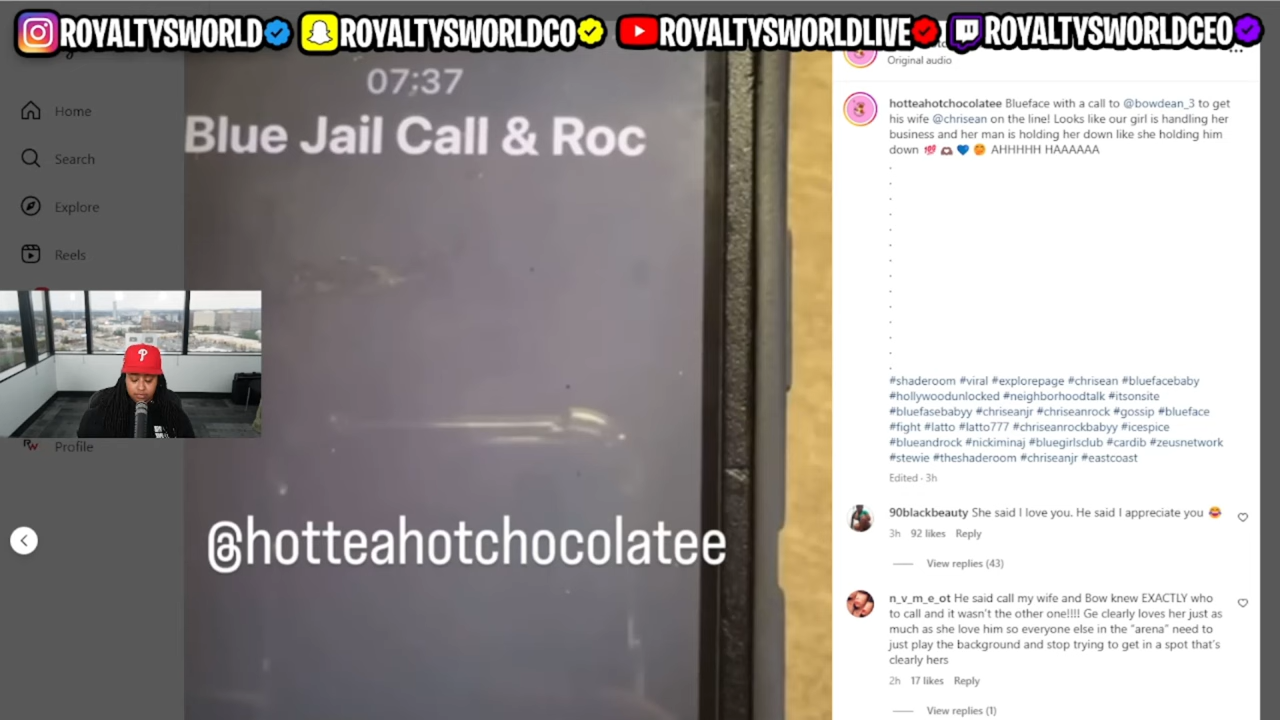 ROYALTYSWORLD
ROYALTYSWORLDCO
ROYALTYSWORLDLIVE
ROYALTYSWORLDCEO
Original audio
Home
Search
Explore
Reels
Profile
07:37
Blue Jail Call & Roc
@hotteahotchocolatee
hotteahotchocolatee Blueface with a call to @bowdean_3 to get
his wife @chrisean on the line! Looks like our girl is handling her
business and her man is holding her down like she holding him
down 💯 🫶🏾 💙 🥰 AHHHHH HAAAAAA
.
.
.
.
.
.
.
.
.
.
.
.
.
.
#shaderoom #viral #explorepage #chrisean #bluefacebaby
#hollywoodunlocked #neighborhoodtalk #itsonsite
#bluefasebabyy #chriseanjr #chriseanrock #gossip #blueface
#fight #latto #latto777 #chriseanrockbabyy #icespice
#blueandrock #nickiminaj #bluegirlsclub #cardib #zeusnetwork
#stewie #theshaderoom #chriseanjr #eastcoast
Edited · 3h
90blackbeauty She said I love you. He said I appreciate you 😂
3h 92 likes Reply
View replies (43)
n_v_m_e_ot He said call my wife and Bow knew EXACTLY who
to call and it wasn't the other one!!!! Ge clearly loves her just as
much as she love him so everyone else in the "arena" need to
just play the background and stop trying to get in a spot that's
clearly hers
2h 17 likes Reply
View replies (1)